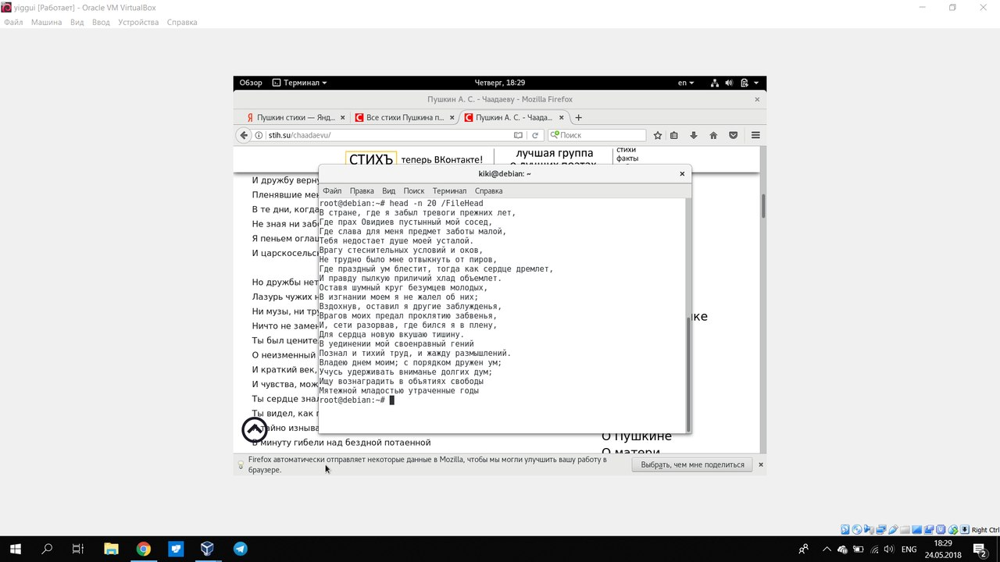 yiggui [Работает] - Oracle VM VirtualBox
Файл Машина Вид Ввод Устройства Справка
Обзор Терминал Четверг, 18:29 en
Пушкин А. С. - Чаадаеву - Mozilla Firefox
Пушкин стихи — Янд... Все стихи Пушкина п... Пушкин А. С. - Чаада...
stih.su/chaadaevu/ Поиск
СТИХЪ теперь ВКонтакте! лучшая группа стихи
факты
kiki@debian: ~
Файл Правка Вид Поиск Терминал Справка
root@debian:~# head -n 20 /FileHead
В стране, где я забыл тревоги прежних лет,
Где прах Овидиев пустынный мой сосед,
Где слава для меня предмет заботы малой,
Тебя недостает душе моей усталой.
Врагу стеснительных условий и оков,
Не трудно было мне отвыкнуть от пиров,
Где праздный ум блестит, тогда как сердце дремлет,
И правду пылкую приличий хлад объемлет.
Оставя шумный круг безумцев молодых,
В изгнании моем я не жалел об них;
Вздохнув, оставил я другие заблужденья,
Врагов моих предал проклятию забвенья,
И, сети разорвав, где бился я в плену,
Для сердца новую вкушаю тишину.
В уединении мой своенравный гений
Познал и тихий труд, и жажду размышлений.
Владею днем моим; с порядком дружен ум;
Учусь удерживать вниманье долгих дум;
Ищу вознаградить в объятиях свободы
Мятежной младостью утраченные годы
root@debian:~#
И дружбу верну
Пленявшие мен
В те дни, когда
Не зная ни забо
Я пеньем оглаш
И царскосельск
Но дружбы нет
Лазурь чужих н
Ни музы, ни тру
Ничто не замен
Ты был цените
О неизменный
И краткий век,
И чувства, мож
Ты сердце знал
Ты видел, как п
тайно изныва
В минуту гибели над бездной потаенной
ке
О Пушкине
О матери
Firefox автоматически отправляет некоторые данные в Mozilla, чтобы мы могли улучшить вашу работу в
браузере.
Выбрать, чем мне поделиться
Right Ctrl
ENG
18:29
24.05.2018
2